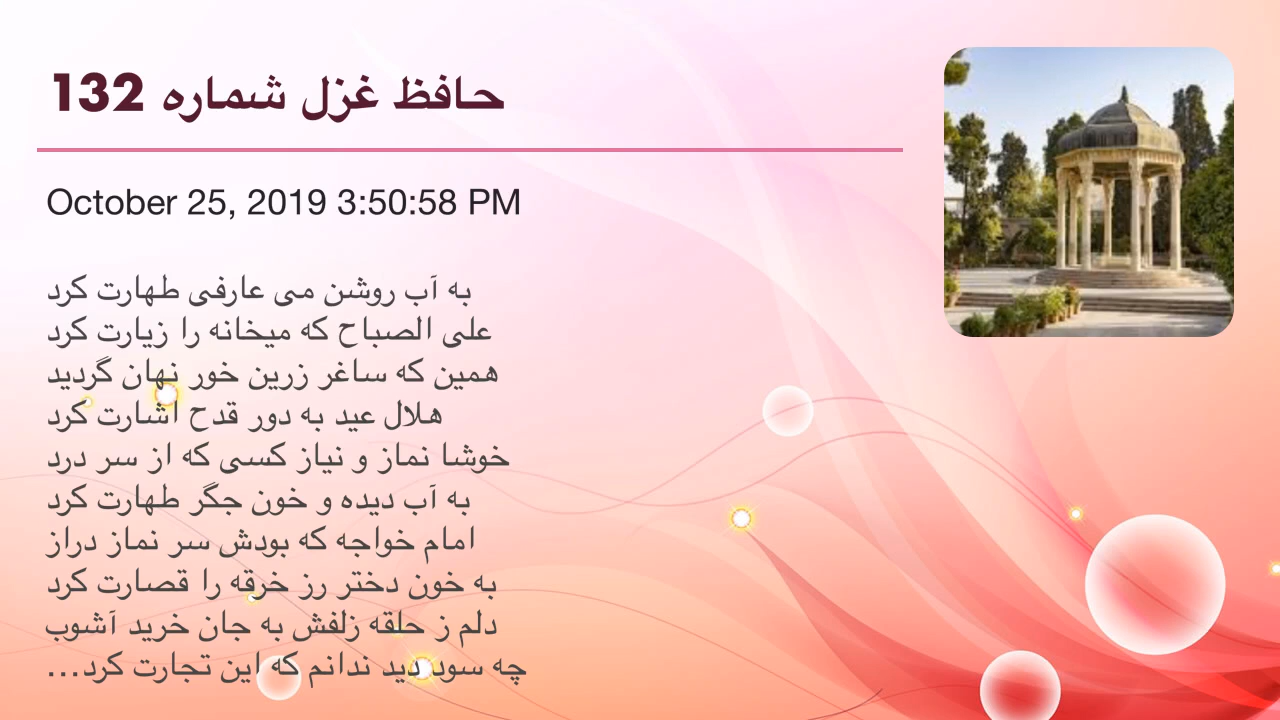 حافظ غزل شماره 132
October 25, 2019 3:50:58 PM
به آب روشن می عارفی طهارت کرد
علی الصباح که میخانه را زیارت کرد
همین که ساغر زرین خور نهان گردید
هلال عید به دور قدح اشارت کرد
خوشا نماز و نیاز کسی که از سر درد
به آب دیده و خون جگر طهارت کرد
امام خواجه که بودش سر نماز دراز
به خون دختر رز خرقه را قصارت کرد
دلم ز حلقه زلفش به جان خرید آشوب
چه سود دید ندانم که این تجارت کرد...